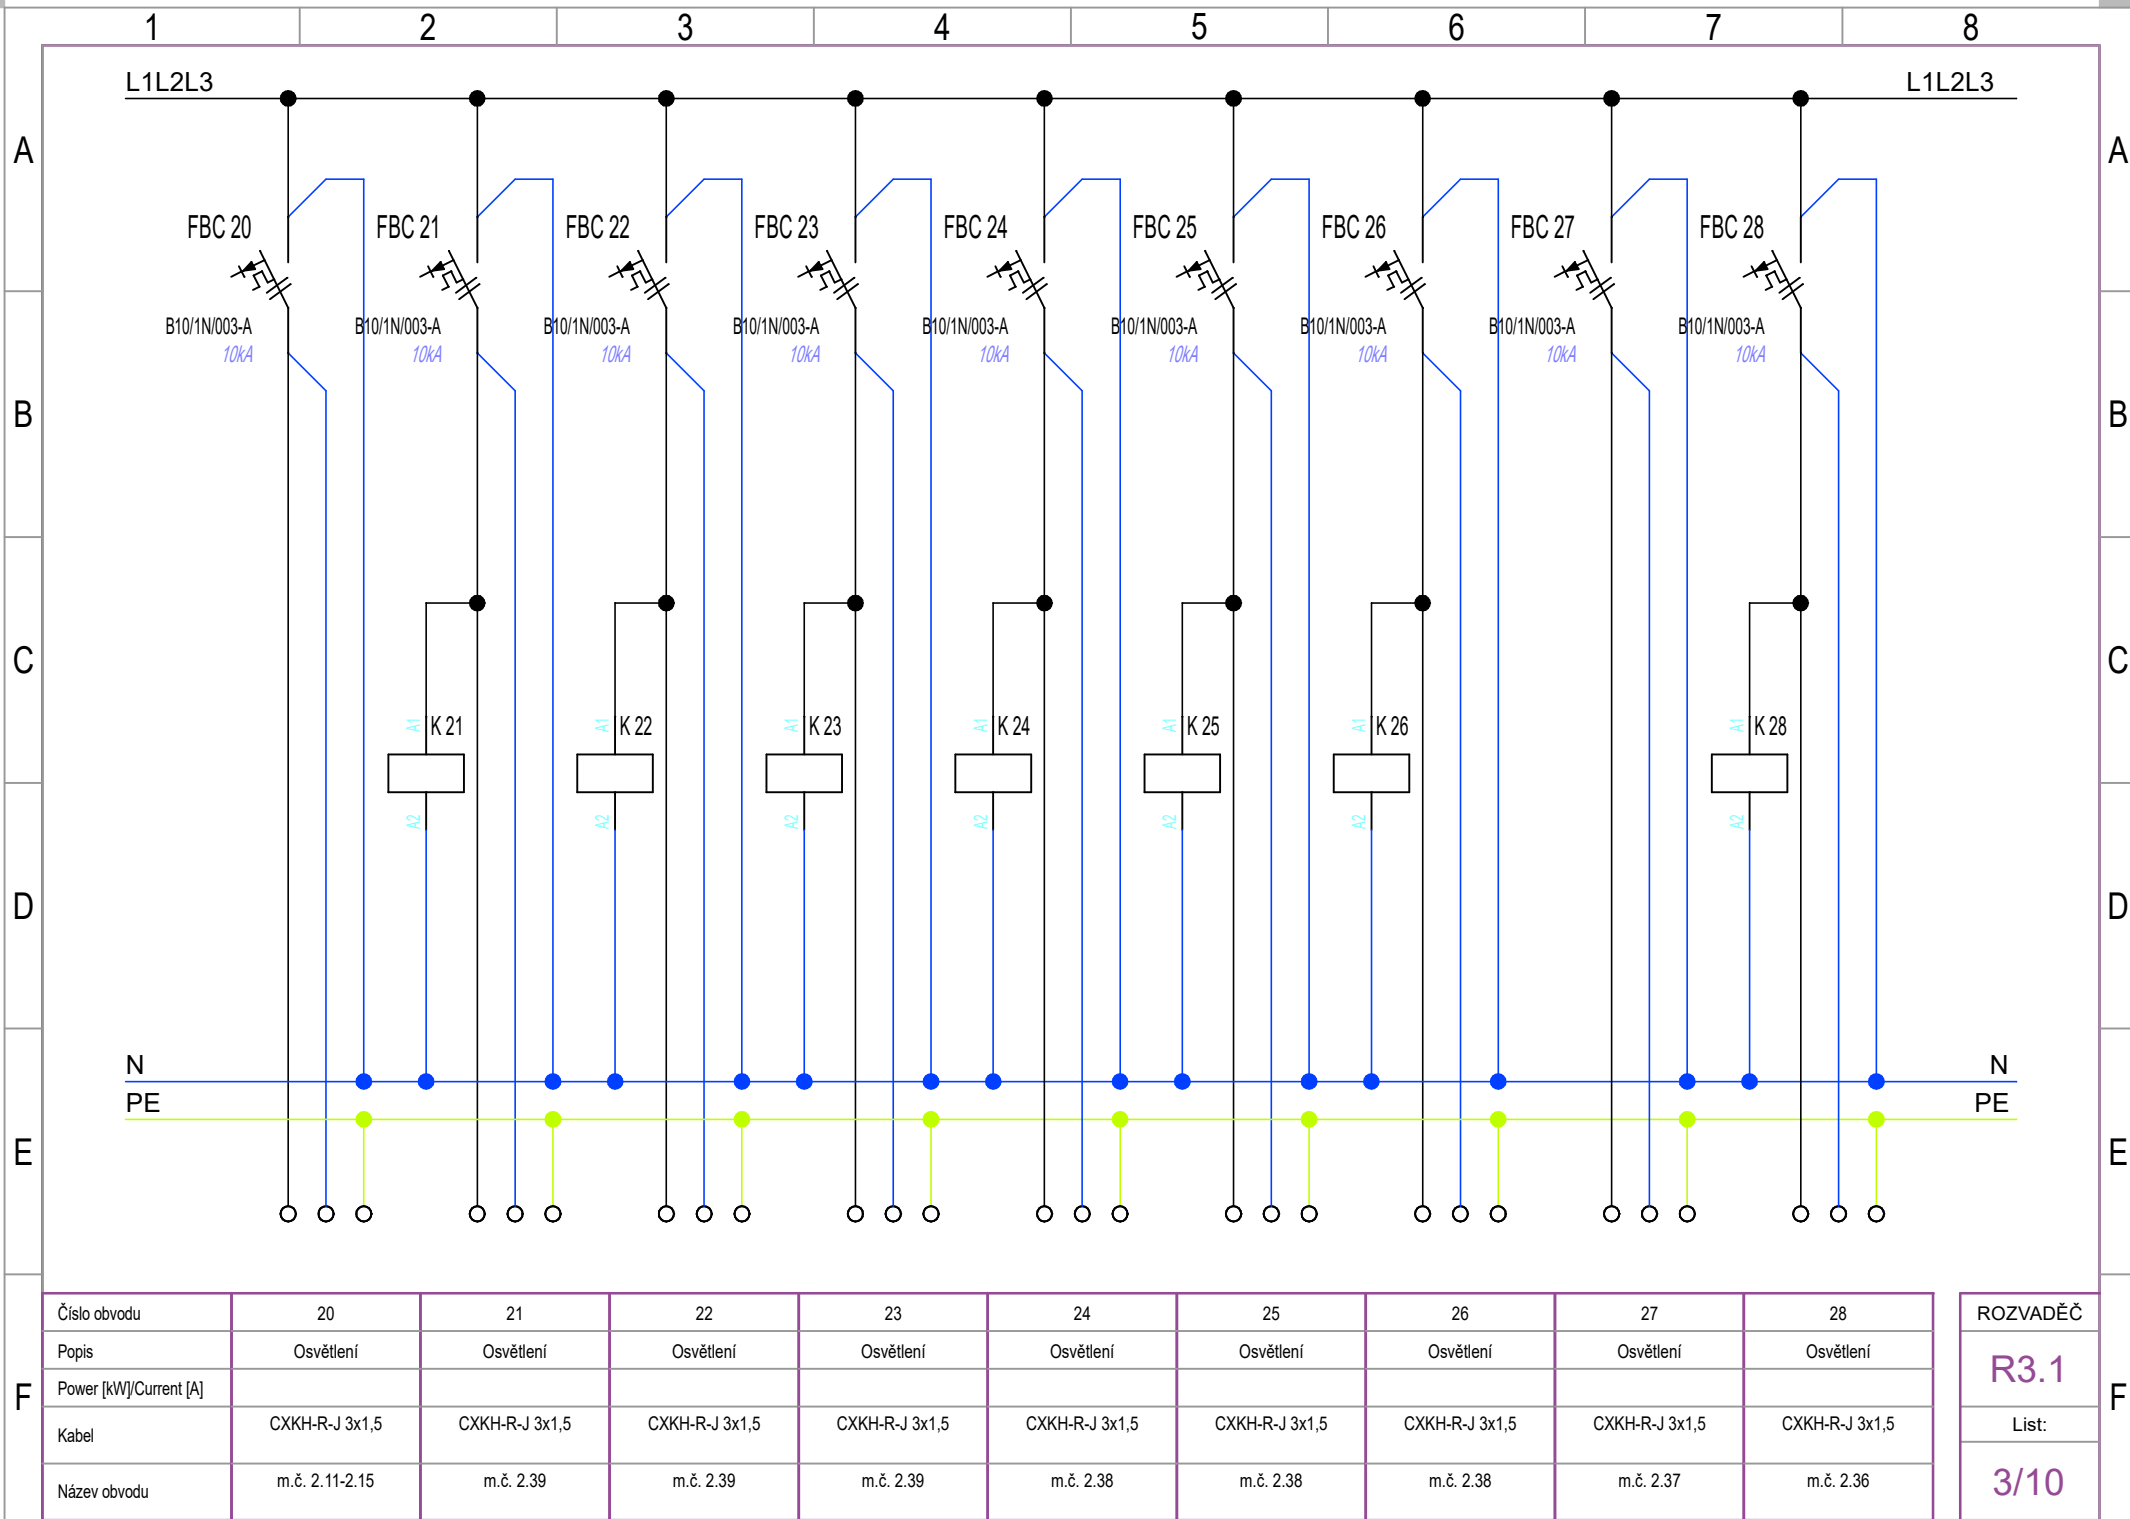 1 2 3 4 5 6 7 8
L1L2L3 L1L2L3
A A
FBC 20 FBC 21 FBC 22 FBC 23 FBC 24 FBC 25 FBC 26 FBC 27 FBC 28
B10/1N/003-A B10/1N/003-A B10/1N/003-A B10/1N/003-A B10/1N/003-A B10/1N/003-A B10/1N/003-A B10/1N/003-A B10/1N/003-A
10kA 10kA 10kA 10kA 10kA 10kA 10kA 10kA 10kA
B B
C C
A1 K 21 A1 K 22 A1 K 23 A1 K 24 A1 K 25 A1 K 26 A1 K 28
A2 A2 A2 A2 A2 A2 A2
D D
N N
PE PE
E E
Číslo obvodu 20 21 22 23 24 25 26 27 28 ROZVADĚČ
Popis Osvětlení Osvětlení Osvětlení Osvětlení Osvětlení Osvětlení Osvětlení Osvětlení Osvětlení
R3.1
Power [kW]/Current [A]
F F
Kabel CXKH-R-J 3x1,5 CXKH-R-J 3x1,5 CXKH-R-J 3x1,5 CXKH-R-J 3x1,5 CXKH-R-J 3x1,5 CXKH-R-J 3x1,5 CXKH-R-J 3x1,5 CXKH-R-J 3x1,5 CXKH-R-J 3x1,5 List:
Název obvodu m.č. 2.11-2.15 m.č. 2.39 m.č. 2.39 m.č. 2.39 m.č. 2.38 m.č. 2.38 m.č. 2.38 m.č. 2.37 m.č. 2.36 3/10